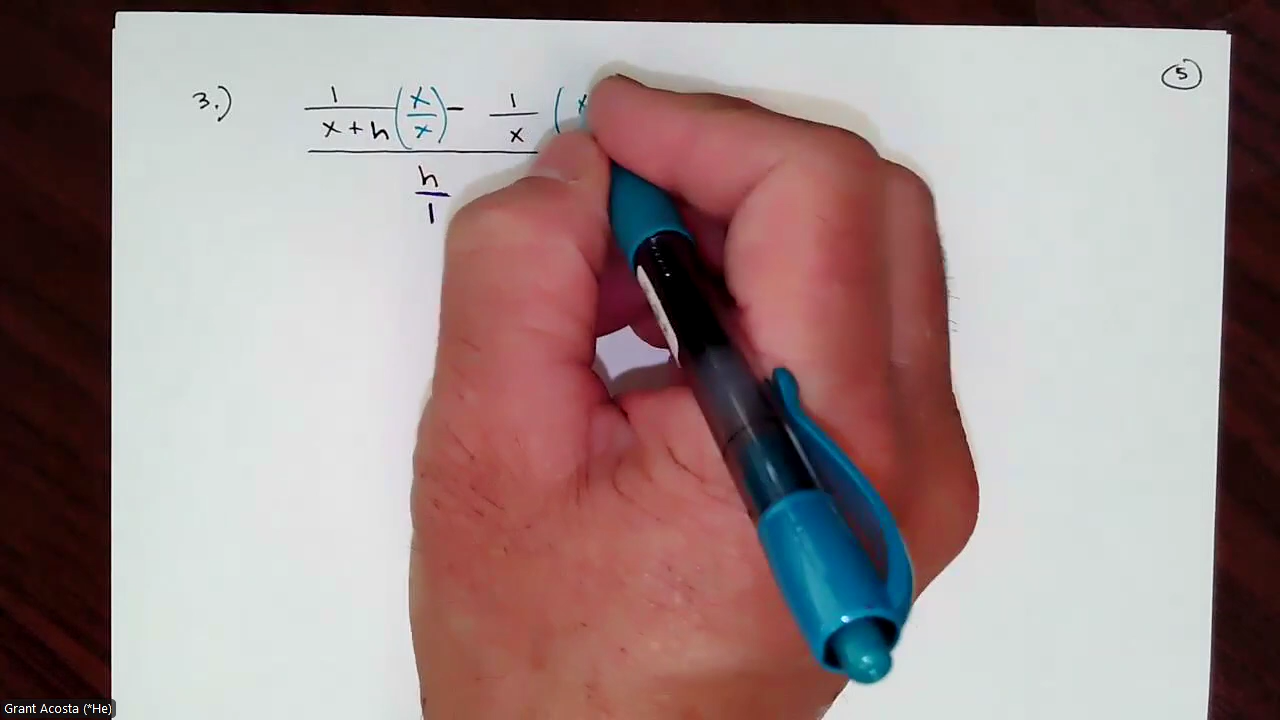 5
3.) 1/(x+h) (x/x) - 1/x (x
h/1
Grant Acosta (*He)